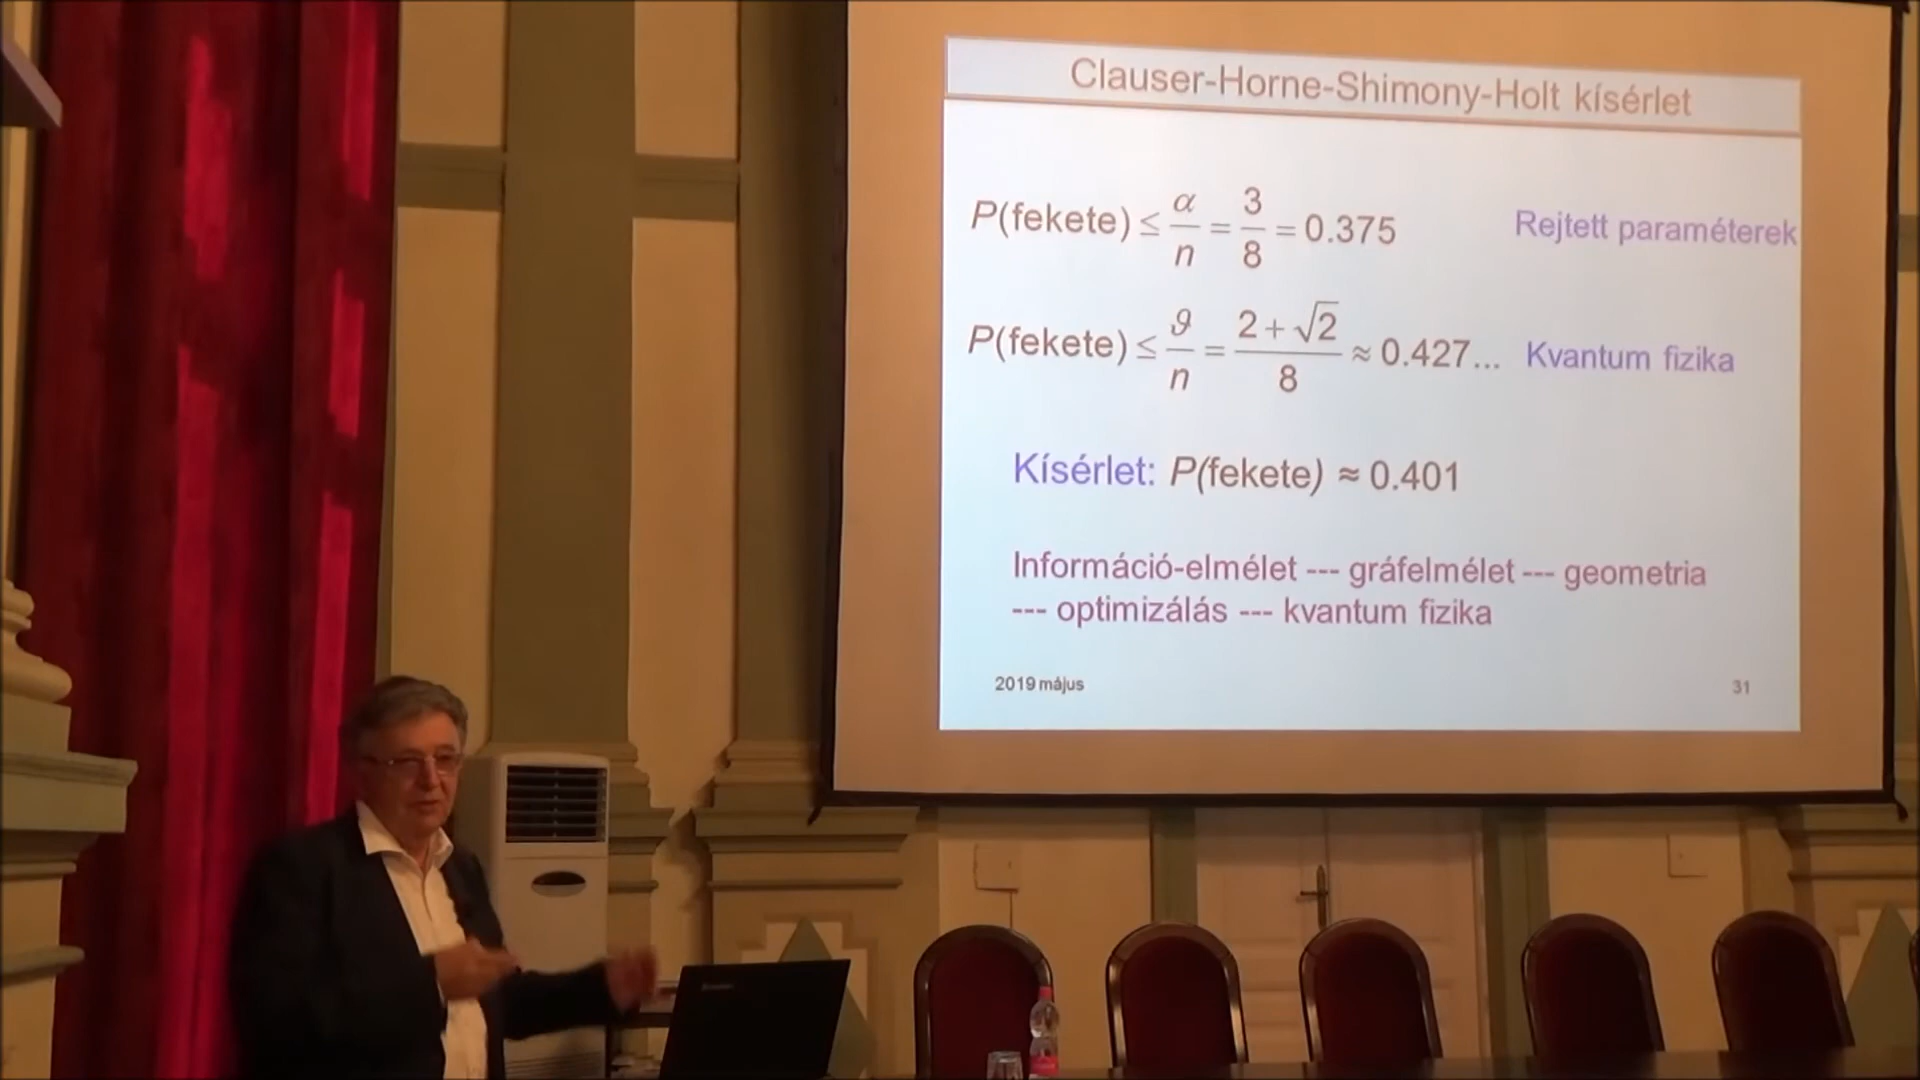 Clauser-Horne-Shimony-Holt kísérlet
P(fekete) ≤ α/n = 3/8 = 0.375 Rejtett paraméterek
P(fekete) ≤ ϑ/n = (2+√2)/8 ≈ 0.427... Kvantum fizika
Kísérlet: P(fekete) ≈ 0.401
Információ-elmélet --- gráfelmélet --- geometria
--- optimizálás --- kvantum fizika
2019 május 31